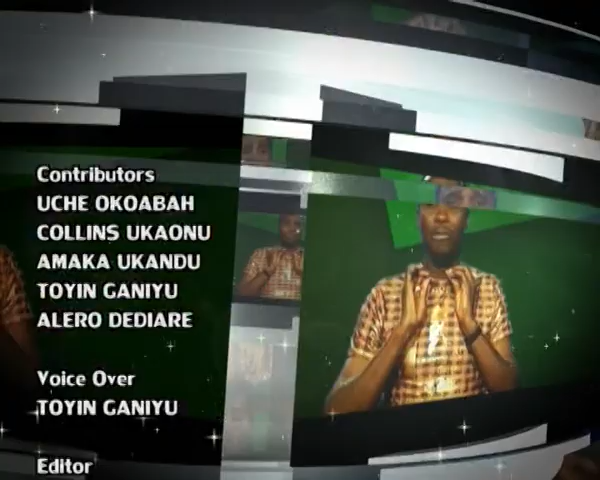 Contributors
UCHE OKOABAH
COLLINS UKAONU
AMAKA UKANDU
TOYIN GANIYU
ALERO DEDIARE
Voice Over
TOYIN GANIYU
Editor